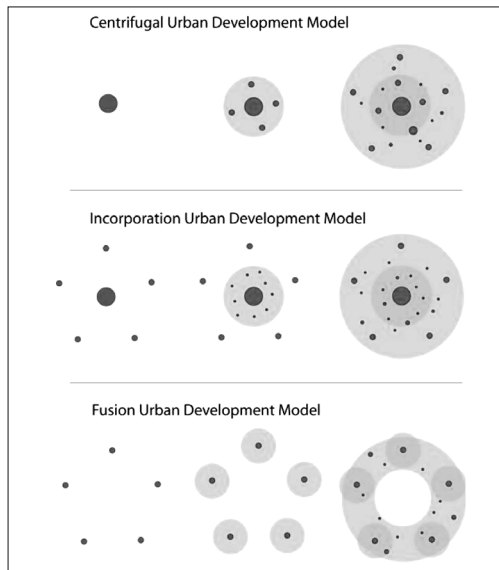 Centrifugal Urban Development Model
Incorporation Urban Development Model
Fusion Urban Development Model